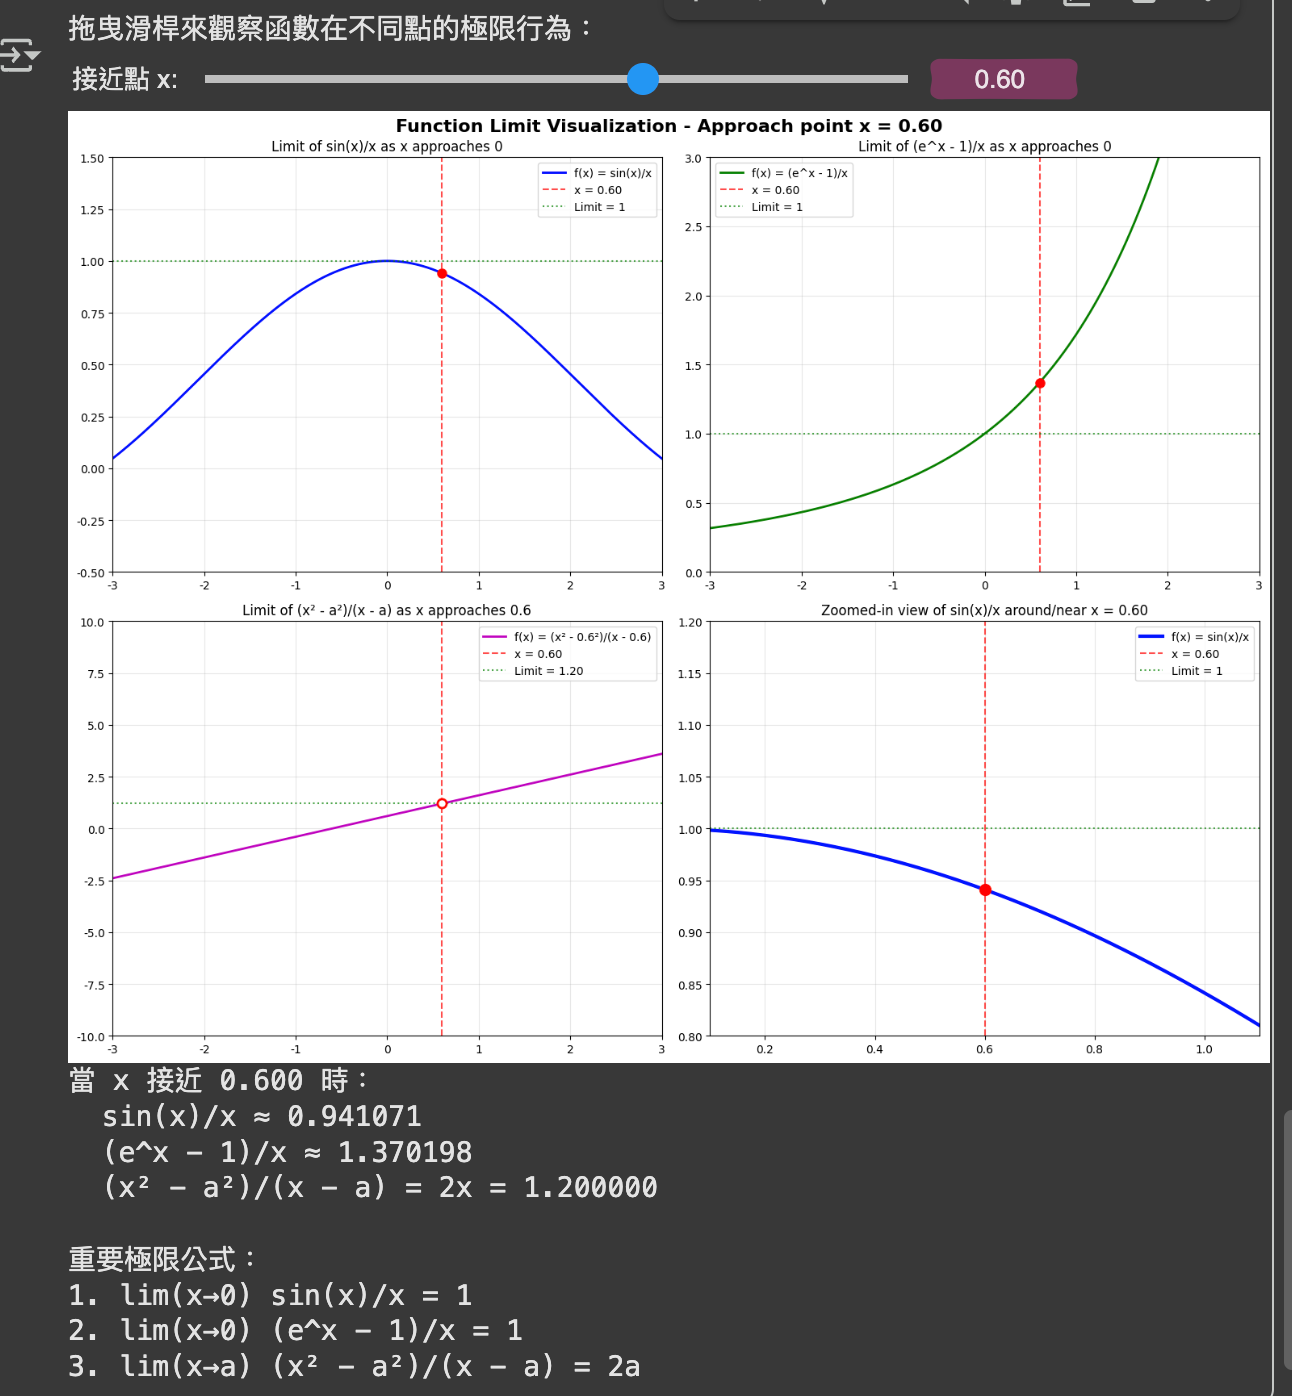 拖曳滑桿來觀察函數在不同點的極限行為：
接近點 x:
0.60
Function Limit Visualization - Approach point x = 0.60
Limit of sin(x)/x as x approaches 0
1.50
1.25
1.00
0.75
0.50
0.25
0.00
-0.25
-0.50
-3 -2 -1 0 1 2 3
f(x) = sin(x)/x
x = 0.60
Limit = 1
Limit of (e^x - 1)/x as x approaches 0
3.0
2.5
2.0
1.5
1.0
0.5
0.0
-3 -2 -1 0 1 2 3
f(x) = (e^x - 1)/x
x = 0.60
Limit = 1
Limit of (x² - a²)/(x - a) as x approaches 0.6
10.0
7.5
5.0
2.5
0.0
-2.5
-5.0
-7.5
-10.0
-3 -2 -1 0 1 2 3
f(x) = (x² - 0.6²)/(x - 0.6)
x = 0.60
Limit = 1.20
Zoomed-in view of sin(x)/x around/near x = 0.60
1.20
1.15
1.10
1.05
1.00
0.95
0.90
0.85
0.80
0.2 0.4 0.6 0.8 1.0
f(x) = sin(x)/x
x = 0.60
Limit = 1
當 x 接近 0.600 時：
sin(x)/x ≈ 0.941071
(e^x − 1)/x ≈ 1.370198
(x² − a²)/(x − a) = 2x = 1.200000
重要極限公式：
1. lim(x→0) sin(x)/x = 1
2. lim(x→0) (e^x − 1)/x = 1
3. lim(x→a) (x² − a²)/(x − a) = 2a